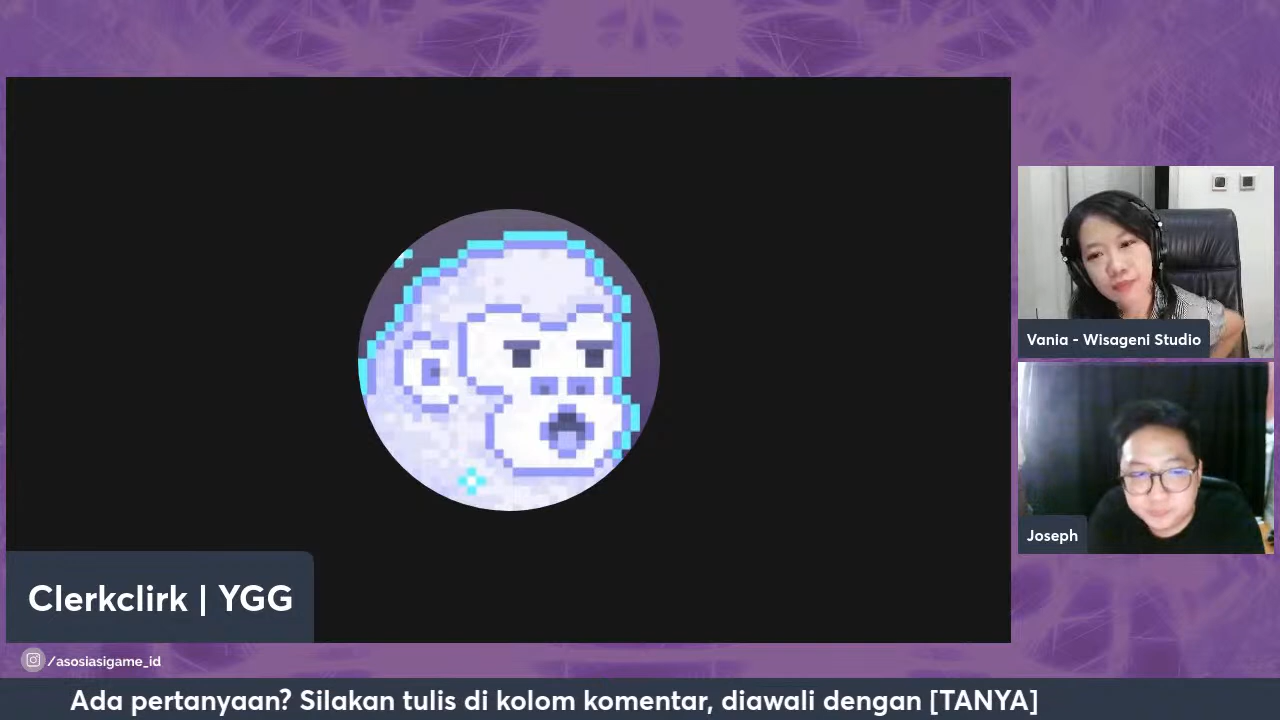 Vania - Wisageni Studio
Joseph
Clerkclirk | YGG
/asosiasigame_id
Ada pertanyaan? Silakan tulis di kolom komentar, diawali dengan [TANYA]